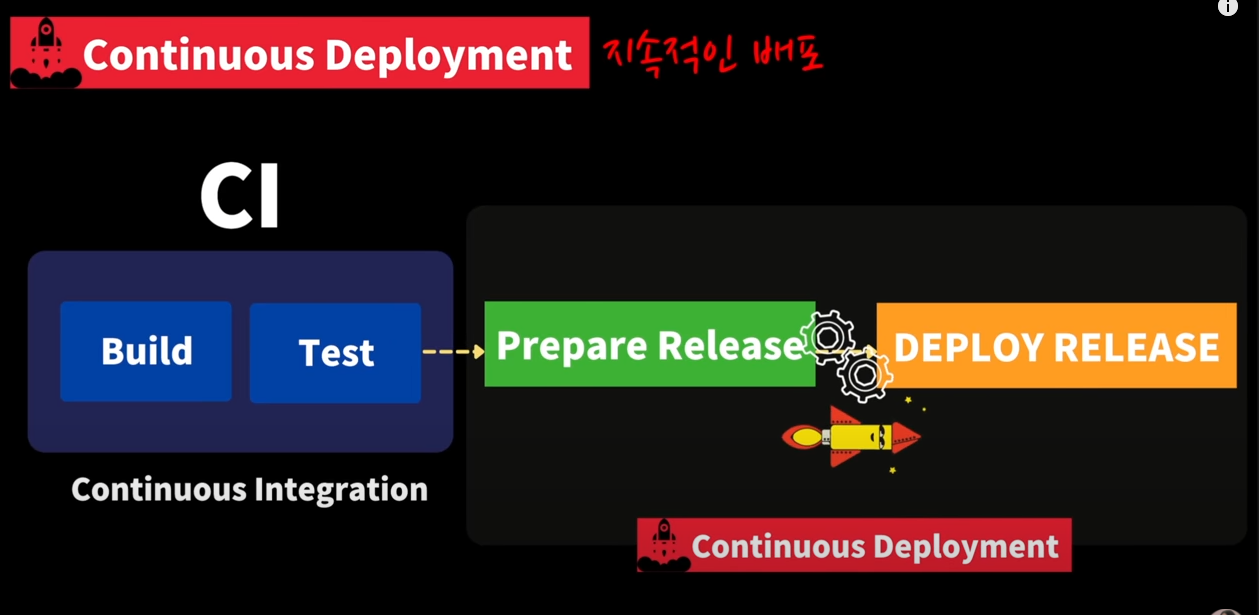 Continuous Deployment 지속적인 배포
CI
Build
Test
Prepare Release
DEPLOY RELEASE
Continuous Integration
Continuous Deployment